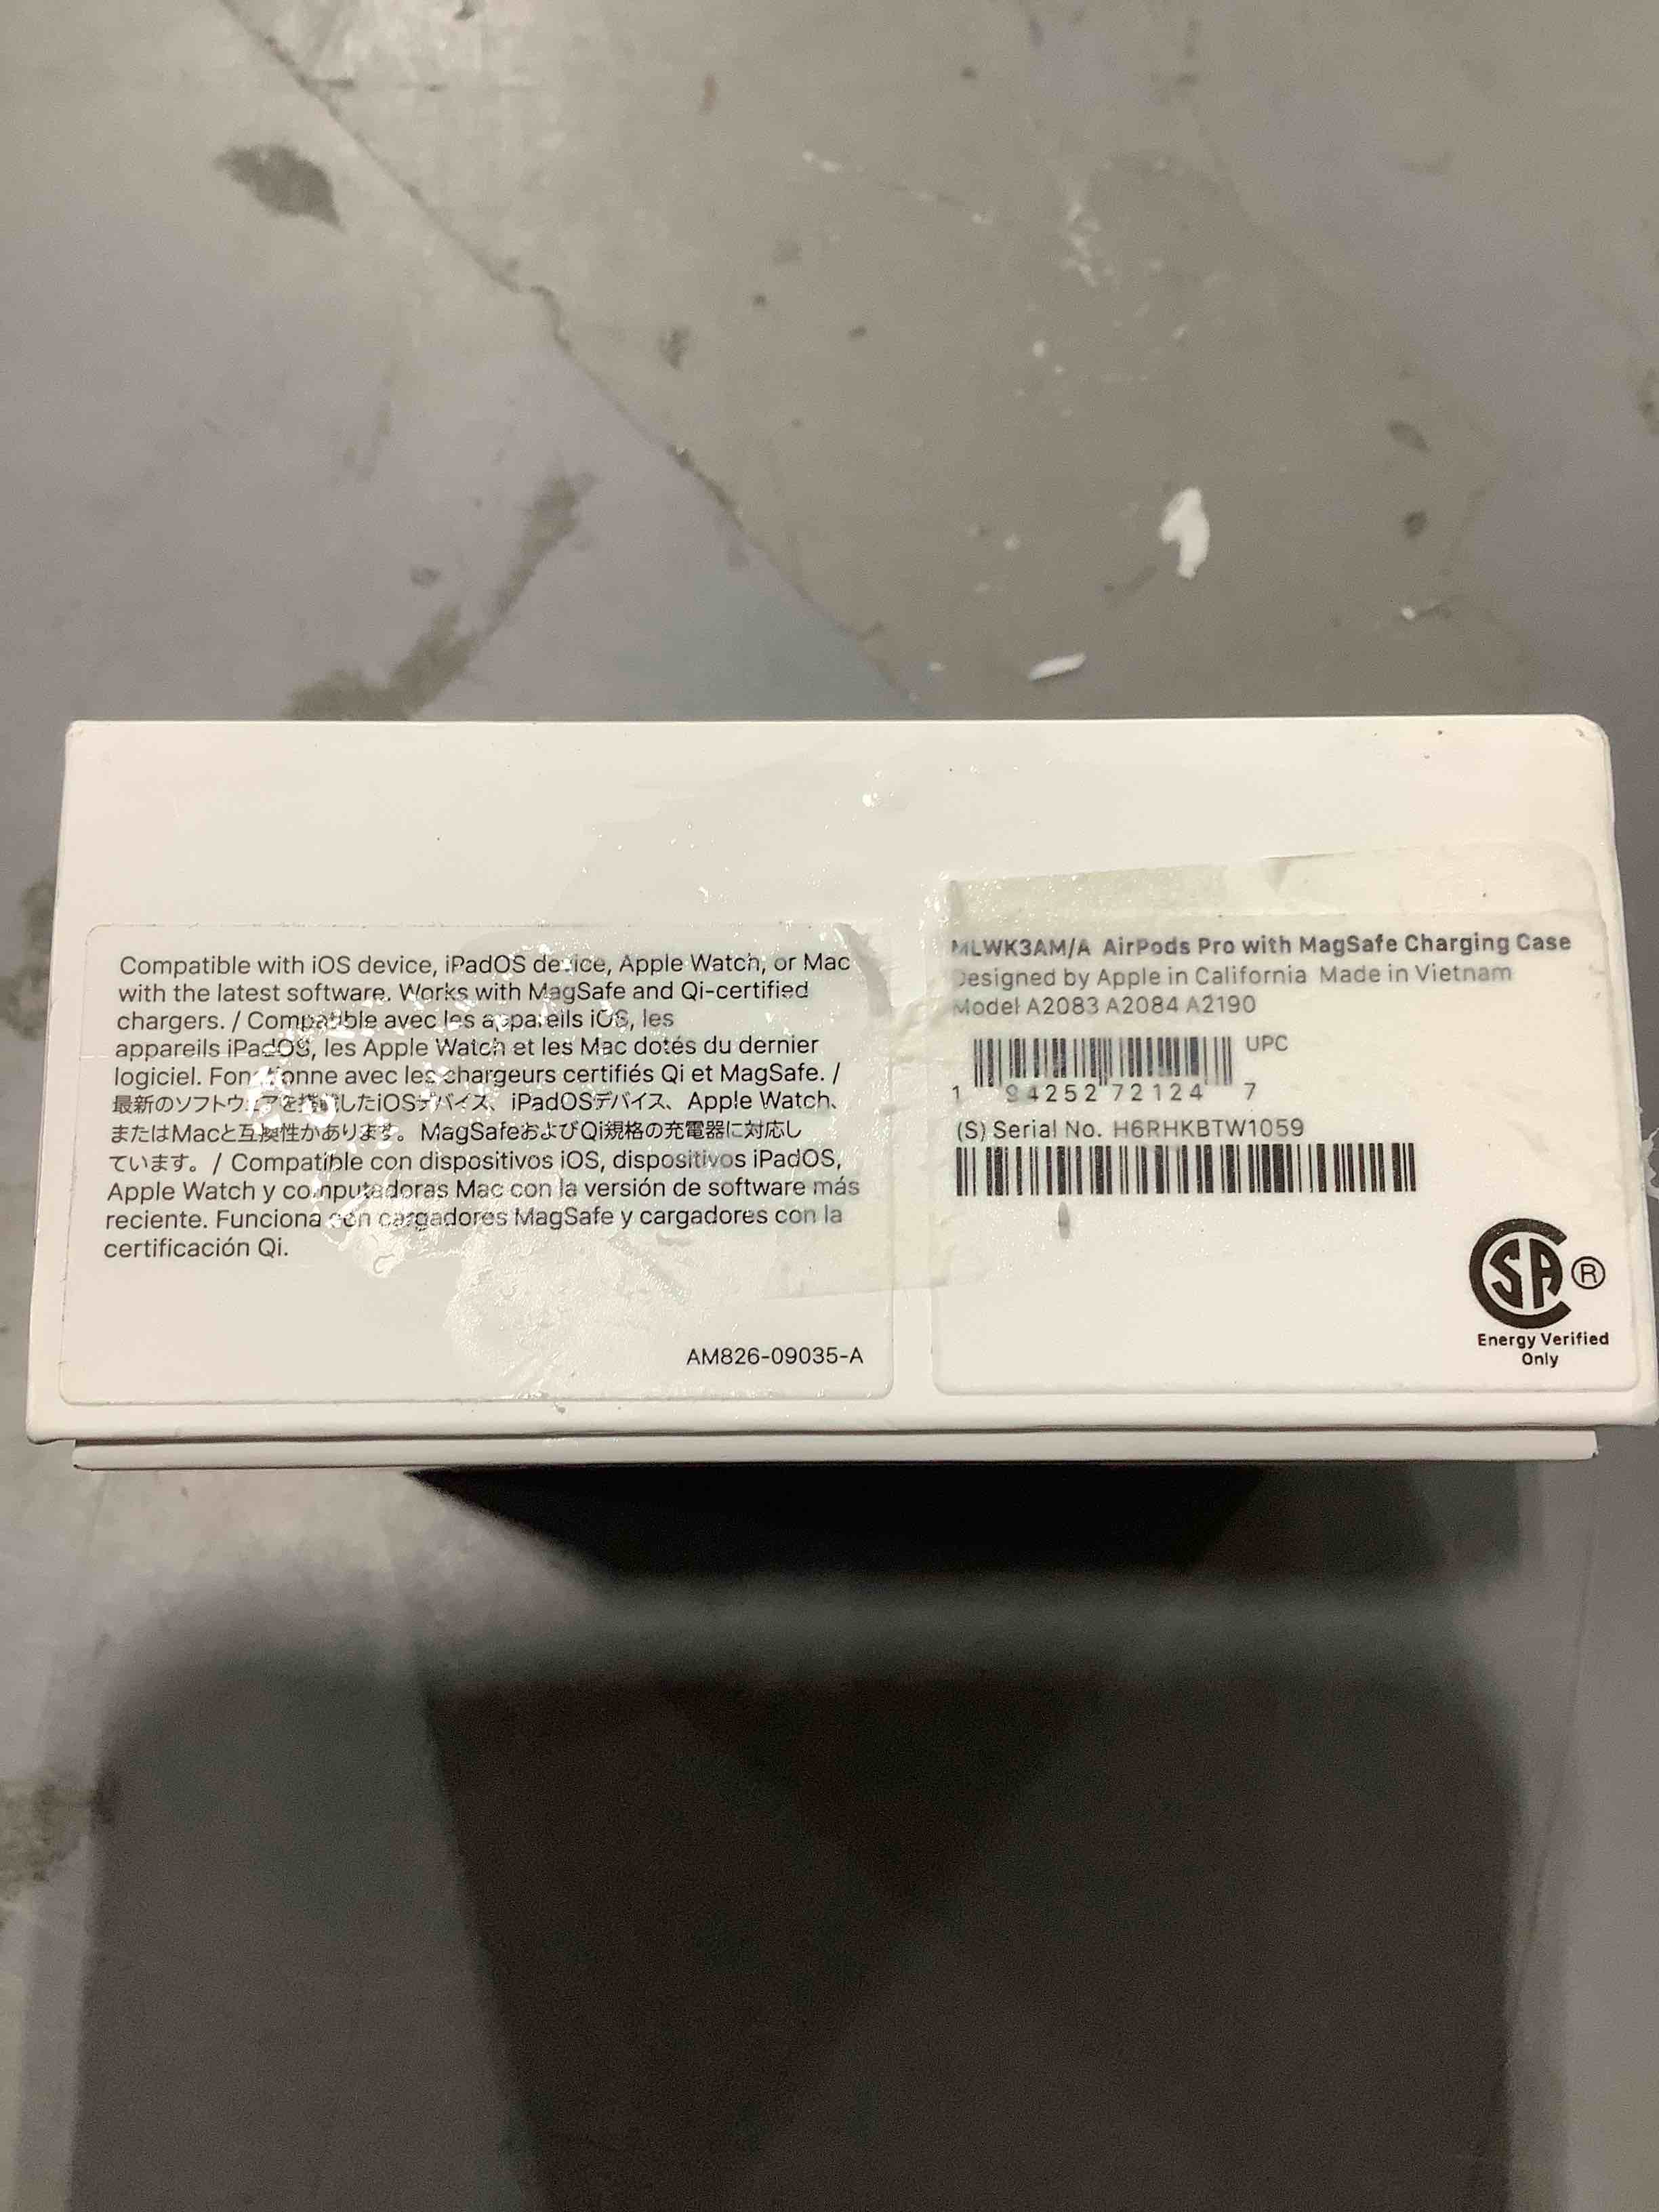 Compatible with iOS device, iPadOS device, Apple Watch, or Mac
with the latest software. Works with MagSafe and Qi-certified
chargers. / Compatible avec les appareils iOS, les
appareils iPadOS, les Apple Watch et les Mac dotés du dernier
logiciel. Fonctionne avec les chargeurs certifiés Qi et MagSafe. /
最新のソフトウェアを搭載したiOSデバイス、iPadOSデバイス、Apple Watch、
またはMacと互換性があります。MagSafeおよびQi規格の充電器に対応し
ています。/ Compatible con dispositivos iOS, dispositivos iPadOS,
Apple Watch y computadoras Mac con la versión de software más
reciente. Funciona con cargadores MagSafe y cargadores con la
certificación Qi.
AM826-09035-A
MLWK3AM/A AirPods Pro with MagSafe Charging Case
Designed by Apple in California Made in Vietnam
Model A2083 A2084 A2190
UPC
1 94252 72124 7
(S) Serial No. H6RHKBTW1059
CSA ®
Energy Verified
Only